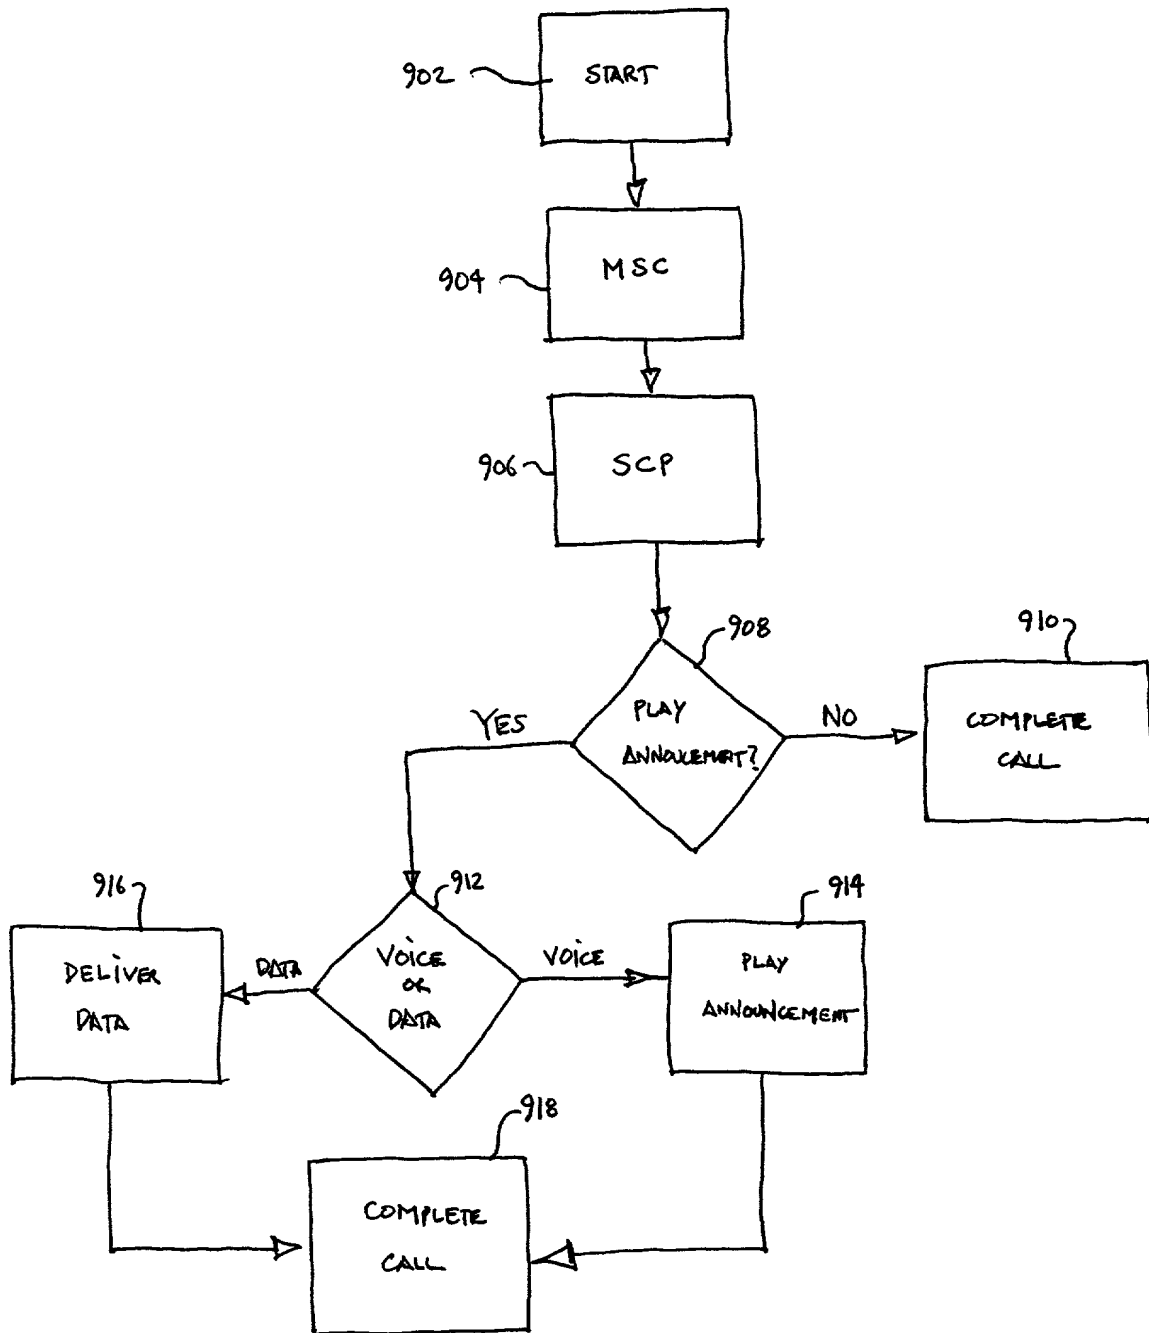 902
START
904
MSC
906
SCP
908
PLAY
ANNOUCEMENT?
YES
NO
910
COMPLETE
CALL
912
VOICE
OR
DATA
DATA
VOICE
916
DELIVER
DATA
914
PLAY
ANNOUNCEMENT
918
COMPLETE
CALL